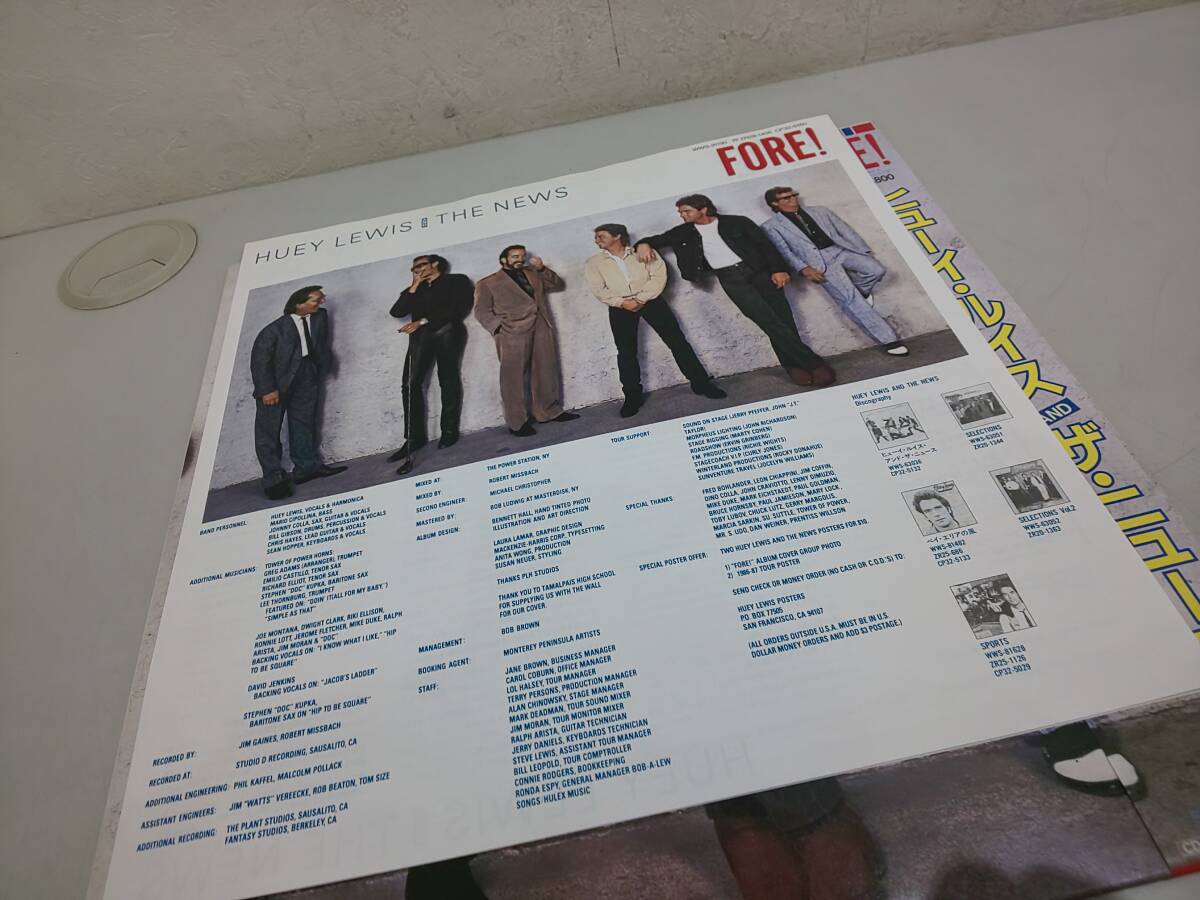 FORE!
HUEY LEWIS & THE NEWS
BAND PERSONNEL:
HUEY LEWIS, VOCALS & HARMONICA
MARIO CIPOLLINA, BASS
JOHNNY COLLA, SAX, GUITAR & VOCALS
BILL GIBSON, DRUMS, PERCUSSION & VOCALS
CHRIS HAYES, LEAD GUITAR & VOCALS
SEAN HOPPER, KEYBOARDS & VOCALS
ADDITIONAL MUSICIANS:
TOWER OF POWER HORNS:
GREG ADAMS (ARRANGER), TRUMPET
EMILIO CASTILLO, TENOR SAX
RICHARD ELLIOT, TENOR SAX
STEPHEN "DOC" KUPKA, BARITONE SAX
LEE THORNBURG, TRUMPET
FEATURED ON: "DOIN' IT(ALL FOR MY BABY")
"SIMPLE AS THAT"
JOE MONTANA, DWIGHT CLARK, RIKI ELLISON,
RONNIE LOTT, JEROME FLETCHER, MIKE DUKE, RALPH
ARISTA, JIM MORAN & "DOC"
BACKING VOCALS ON: "I KNOW WHAT I LIKE," "HIP
TO BE SQUARE"
DAVID JENKINS
BACKING VOCALS ON: "JACOB'S LADDER"
STEPHEN "DOC" KUPKA,
BARITONE SAX ON "HIP TO BE SQUARE"
RECORDED BY: JIM GAINES, ROBERT MISSBACH
RECORDED AT: STUDIO D RECORDING, SAUSALITO, CA
ADDITIONAL ENGINEERING: PHIL KAFFEL, MALCOLM POLLACK
ASSISTANT ENGINEERS: JIM "WATTS" VEREECKE, ROB BEATON, TOM SIZE
ADDITIONAL RECORDING: THE PLANT STUDIOS, SAUSALITO, CA
FANTASY STUDIOS, BERKELEY, CA
MIXED AT: THE POWER STATION, NY
MIXED BY: ROBERT MISSBACH
SECOND ENGINEER: MICHAEL CHRISTOPHER
MASTERED BY: BOB LUDWIG AT MASTERDISK, NY
ALBUM DESIGN: BENNETT HALL, HAND TINTED PHOTO
ILLUSTRATION AND ART DIRECTION
LAURA LAMAR, GRAPHIC DESIGN
MACKENZIE-HARRIS CORP, TYPESETTING
ANITA WONG, PRODUCTION
SUSAN NEUER, STYLING
THANKS PLH STUDIOS
THANK YOU TO TAMALPAIS HIGH SCHOOL
FOR SUPPLYING US WITH THE WALL
FOR OUR COVER
MANAGEMENT: BOB BROWN
BOOKING AGENT: MONTEREY PENINSULA ARTISTS
STAFF: JANE BROWN, BUSINESS MANAGER
CAROL COBURN, OFFICE MANAGER
LOL HALSEY, TOUR MANAGER
TERRY PERSONS, PRODUCTION MANAGER
ALAN CHINOWSKY, STAGE MANAGER
MARK DEADMAN, TOUR SOUND MIXER
JIM MORAN, TOUR MONITOR MIXER
RALPH ARISTA, GUITAR TECHNICIAN
JERRY DANIELS, KEYBOARDS TECHNICIAN
STEVE LEWIS, ASSISTANT TOUR MANAGER
BILL LEOPOLD, TOUR COMPTROLLER
CONNIE RODGERS, BOOKKEEPING
RONDA ESPY, GENERAL MANAGER BOB-A-LEW
SONGS/HULEX MUSIC
TOUR SUPPORT: SOUND ON STAGE (JERRY PFEFFER, JOHN "J.T."
TAYLOR)
MORPHEUS LIGHTING (JOHN RICHARDSON)
STAGE RIGGING (MARTY COHEN)
ROADSHOW (ERVIN GRINBERG)
F.M. PRODUCTIONS (RICHIE WIGHTS)
STAGECOACH V.I.P. (CURLY JONES)
WINTERLAND PRODUCTIONS (ROCKY DONAHUE)
SUNVENTURE TRAVEL (JOCELYN WILLIAMS)
SPECIAL THANKS: FRED BOHLANDER, LEON CHIAPPINI, JIM COFFIN,
DINO COLLA, JOHN CRAVIOTTO, LENNY DIMUZIO,
MIKE DUKE, MARK EICHSTAEDT, PAUL GOLDMAN,
BRUCE HORNSBY, PAUL JAMIESON, MARY LOCK,
TOBY LUBOV, CHUCK LUTZ, GERRY MARGOLIS,
MARCIA SARKIN, SU. SUTTLE, TOWER OF POWER,
MR. S UGO, DAN WEINER, PRENTISS WILLSON
SPECIAL POSTER OFFER: TWO HUEY LEWIS AND THE NEWS POSTERS FOR $10.
1) "FORE!" ALBUM COVER GROUP PHOTO
2) 1986-87 TOUR POSTER
SEND CHECK OR MONEY ORDER (NO CASH OR C.O.D.'S) TO:
HUEY LEWIS POSTERS
PO. BOX 77505
SAN FRANCISCO, CA 94107
(ALL ORDERS OUTSIDE U.S.A. MUST BE IN U.S.
DOLLAR MONEY ORDERS AND ADD $3 POSTAGE.)
HUEY LEWIS AND THE NEWS
Discography
ヒューイ・ルイス・
アンド・ザ・ニュース
WWS-63036
CP32-5132
SELECTIONS
WWS-63051
ZR25-1344
ベイ・エリアの風
WWS-81482
ZR25-686
CP32-5133
SELECTIONS Vol.2
WWS-63052
ZR20-1363
SPORTS
WWS-81628
ZR25-1126
CP32-5029
E!
800
ニューイ・ルイス
AND
ザ・ニュー
CD